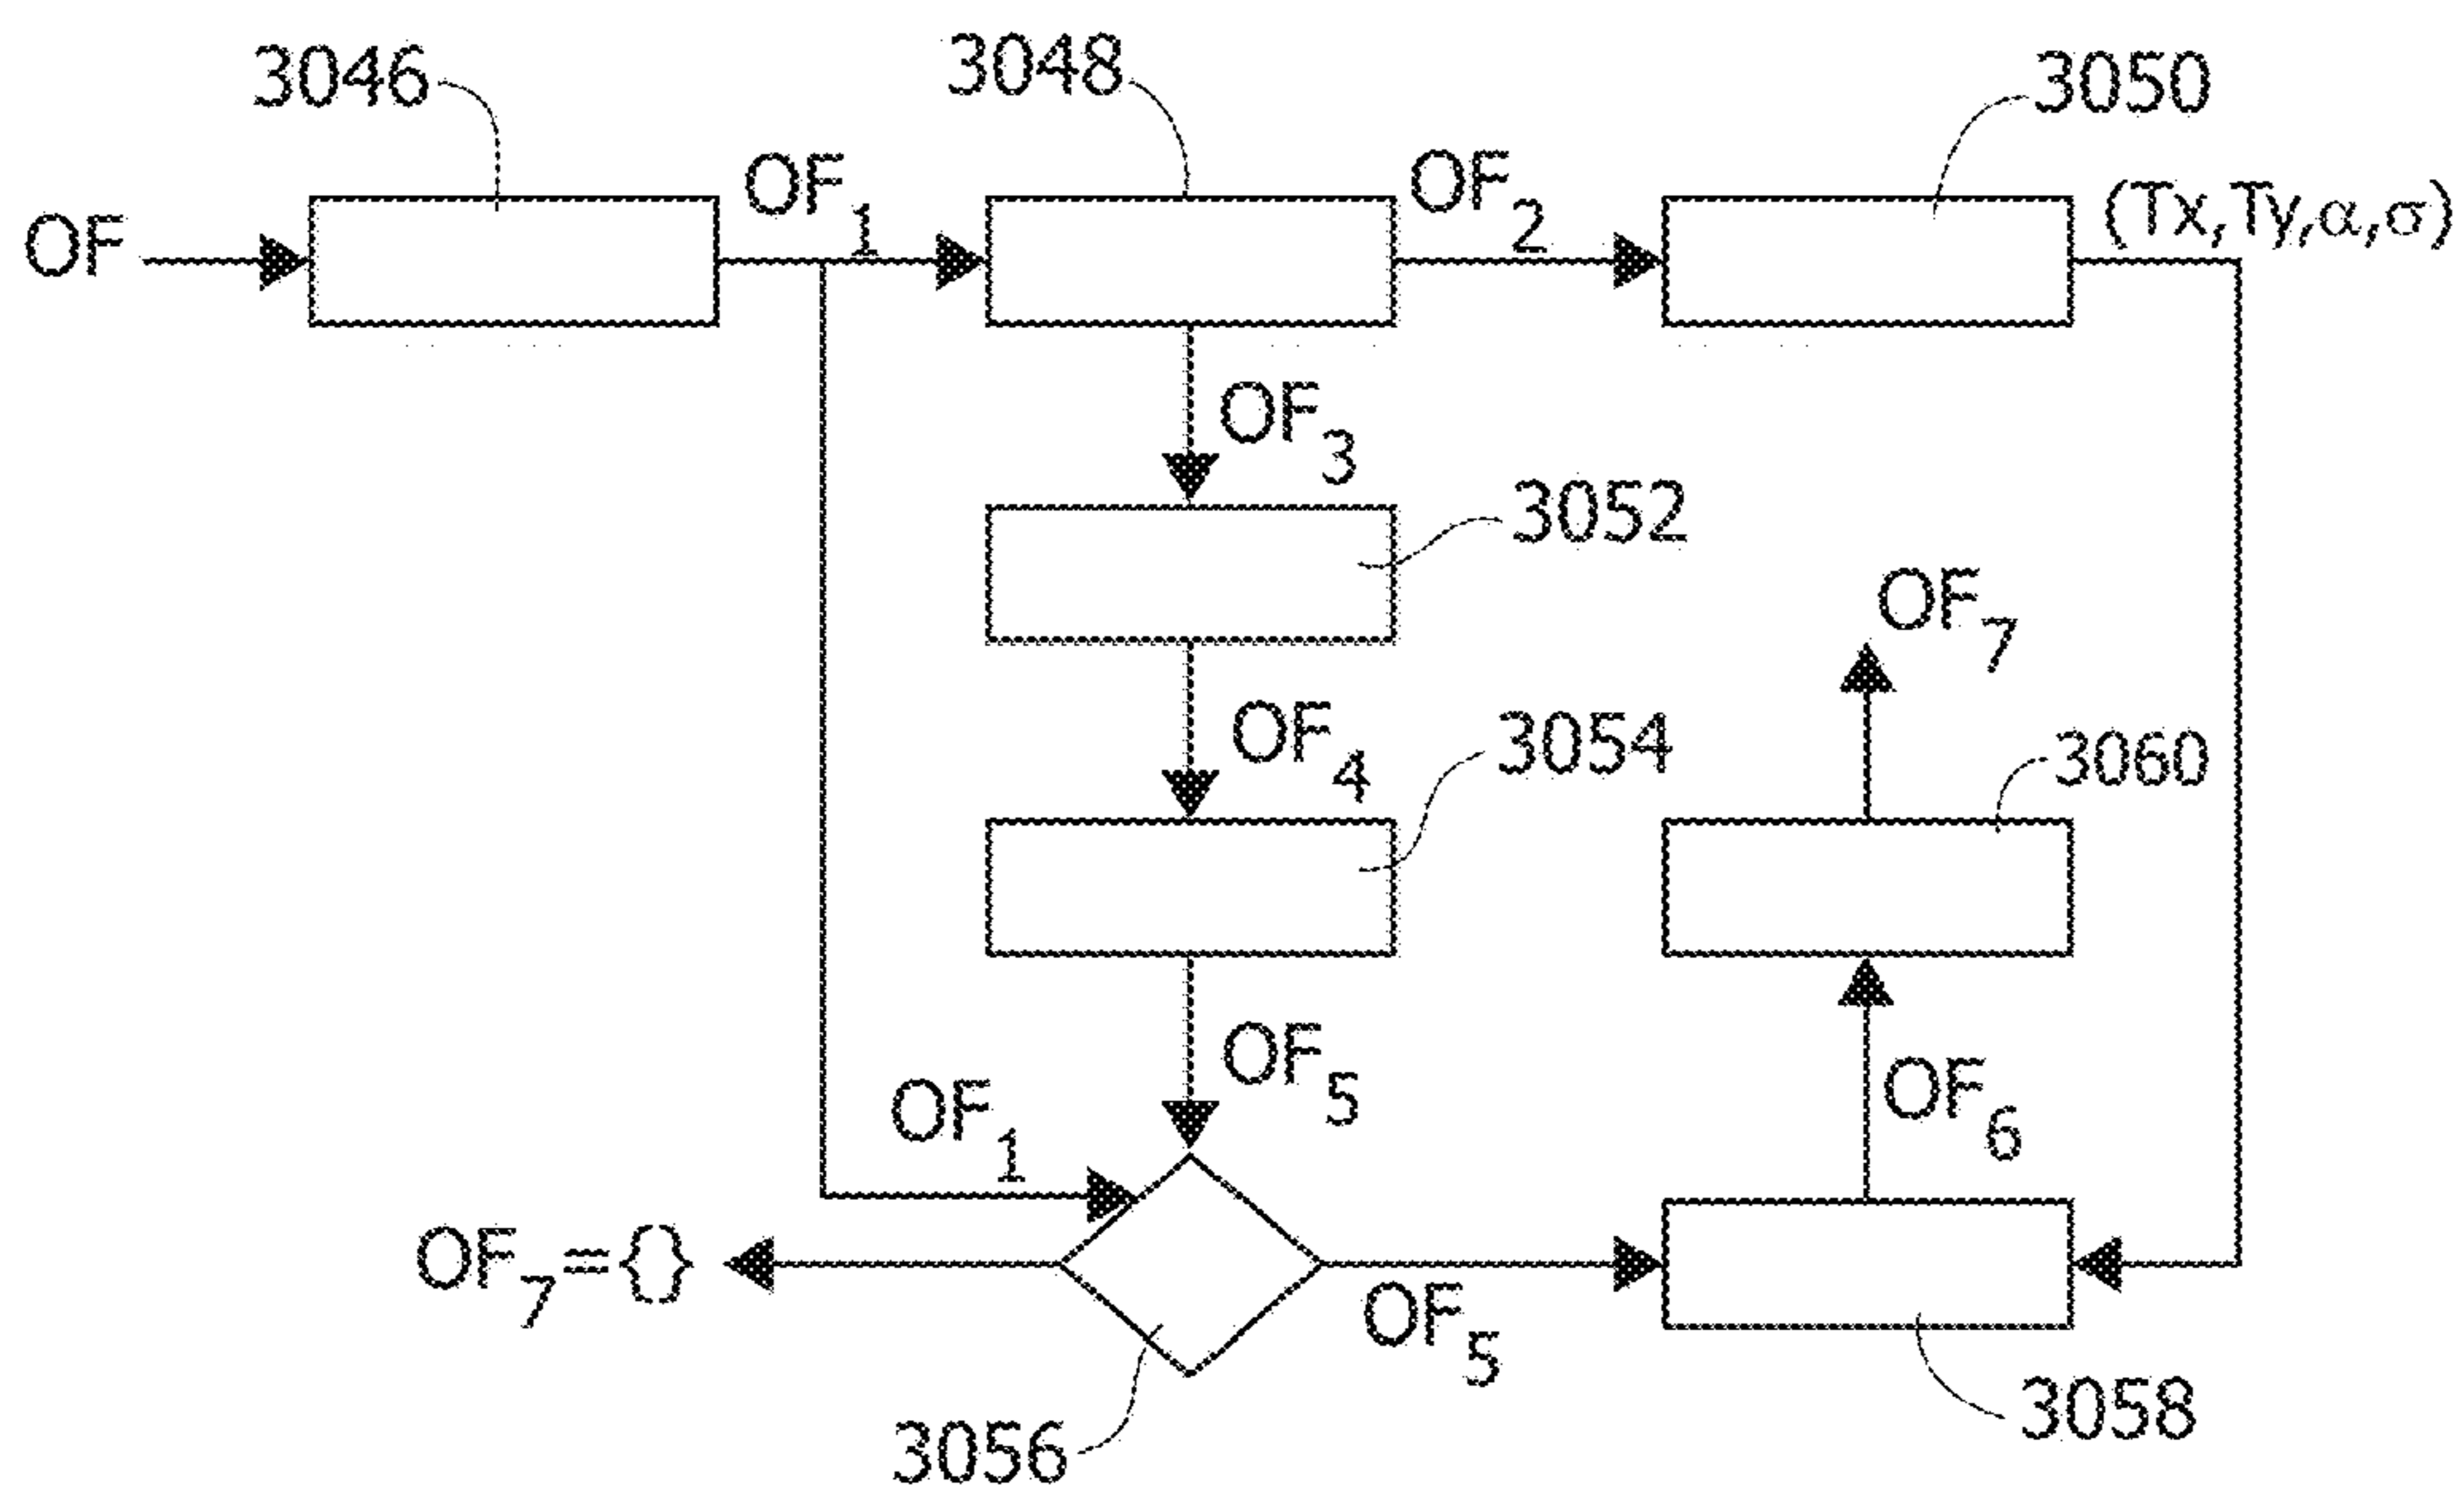 3046
3048
3050
OF
OF1
OF2
(Tx,Ty,α,σ)
OF3
3052
OF7
OF4
3054
3060
OF5
OF1
OF6
OF7={}
OF5
3056
3058